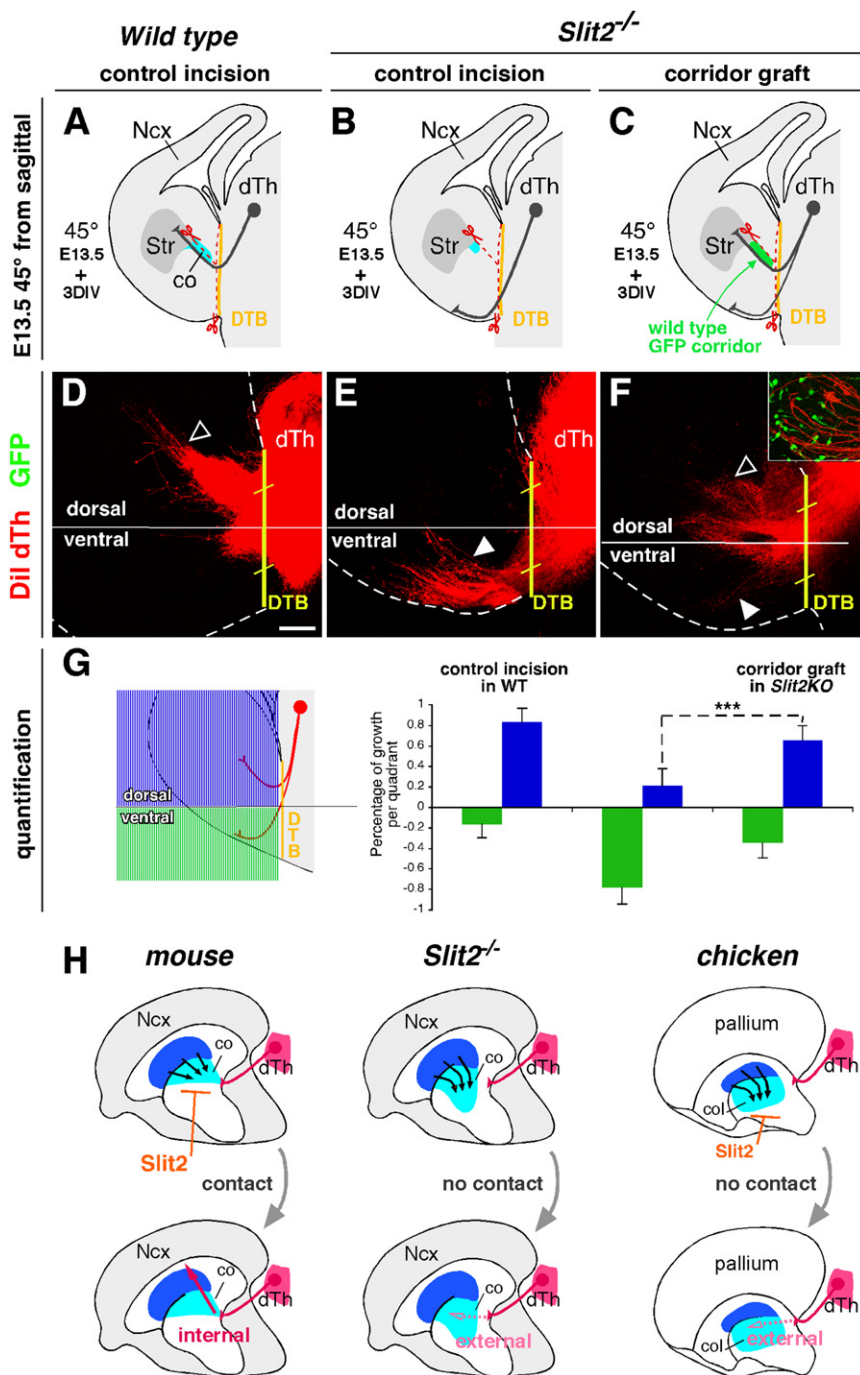 Wild type
Slit2-/-
control incision
control incision
corridor graft
E13.5 45° from sagittal
A
Ncx
dTh
45°
E13.5
+
3DIV
Str
co
DTB
B
dTh
45°
E13.5
+
3DIV
Str
DTB
C
Ncx
dTh
45°
E13.5
+
3DIV
Str
DTB
wild type
GFP corridor
DiI dTh GFP
D
dTh
dorsal
ventral
DTB
E
dTh
dorsal
ventral
DTB
F
dorsal
ventral
DTB
quantification
G
dorsal
ventral
D
T
B
control incision
in WT
corridor graft
in Slit2KO
***
Percentage of growth
per quadrant
1
0.8
0.6
0.4
0.2
0
-0.2
-0.4
-0.6
-0.8
-1
H
mouse
Slit2-/-
chicken
Ncx
co
dTh
Slit2
contact
Ncx
co
dTh
no contact
pallium
col
dTh
Slit2
no contact
Ncx
co
dTh
internal
Ncx
co
dTh
external
pallium
col
dTh
external